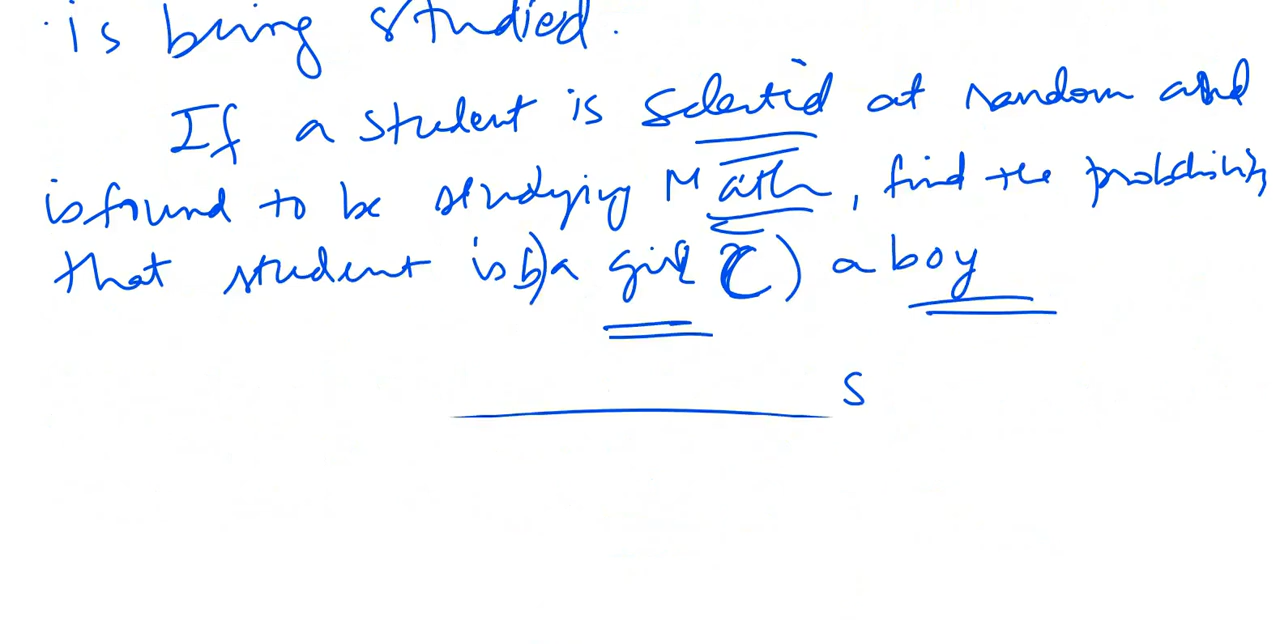 is being studied.
If a student is selected at random and
is found to be studying Math, find the probability
that student is b) a girl c) a boy
S